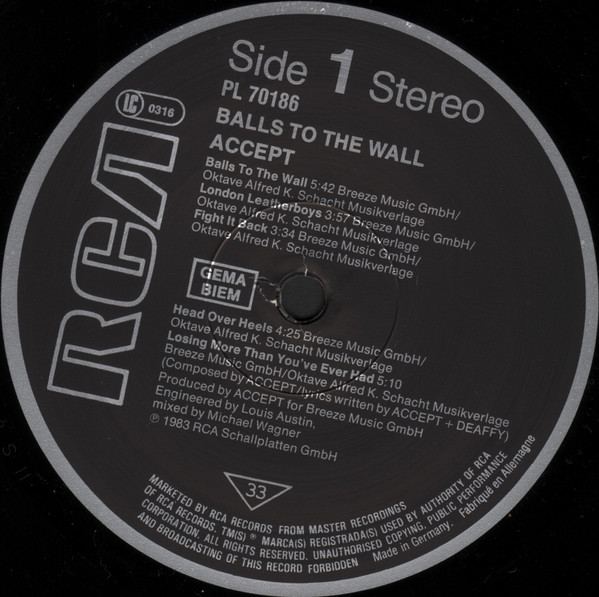 Side 1 Stereo
PL 70186
LC 0316
BALLS TO THE WALL
ACCEPT
Balls To The Wall 5:42 Breeze Music GmbH/
Oktave Alfred K. Schacht Musikverlage
London Leatherboys 3:57 Breeze Music GmbH/
Oktave Alfred K. Schacht Musikverlage
Fight It Back 3:34 Breeze Music GmbH/
Oktave Alfred K. Schacht Musikverlage
GEMA
BIEM
RCA
Head Over Heels 4:25 Breeze Music GmbH/
Oktave Alfred K. Schacht Musikverlage
Losing More Than You've Ever Had 5:10
Breeze Music GmbH/Oktave Alfred K. Schacht Musikverlage
(Composed by ACCEPT/lyrics written by ACCEPT + DEAFFY)
Produced by ACCEPT for Breeze Music GmbH
Engineered by Louis Austin,
mixed by Michael Wagner
℗ 1983 RCA Schallplatten GmbH
33
MARKETED BY RCA RECORDS FROM MASTER RECORDINGS
OF RCA RECORDS. TM(S) ® MARCA(S) REGISTRADA(S) USED BY AUTHORITY OF RCA
CORPORATION. ALL RIGHTS RESERVED. UNAUTHORISED COPYING, PUBLIC PERFORMANCE
AND BROADCASTING OF THIS RECORD FORBIDDEN
Made in Germany. Fabriqué en Allemagne